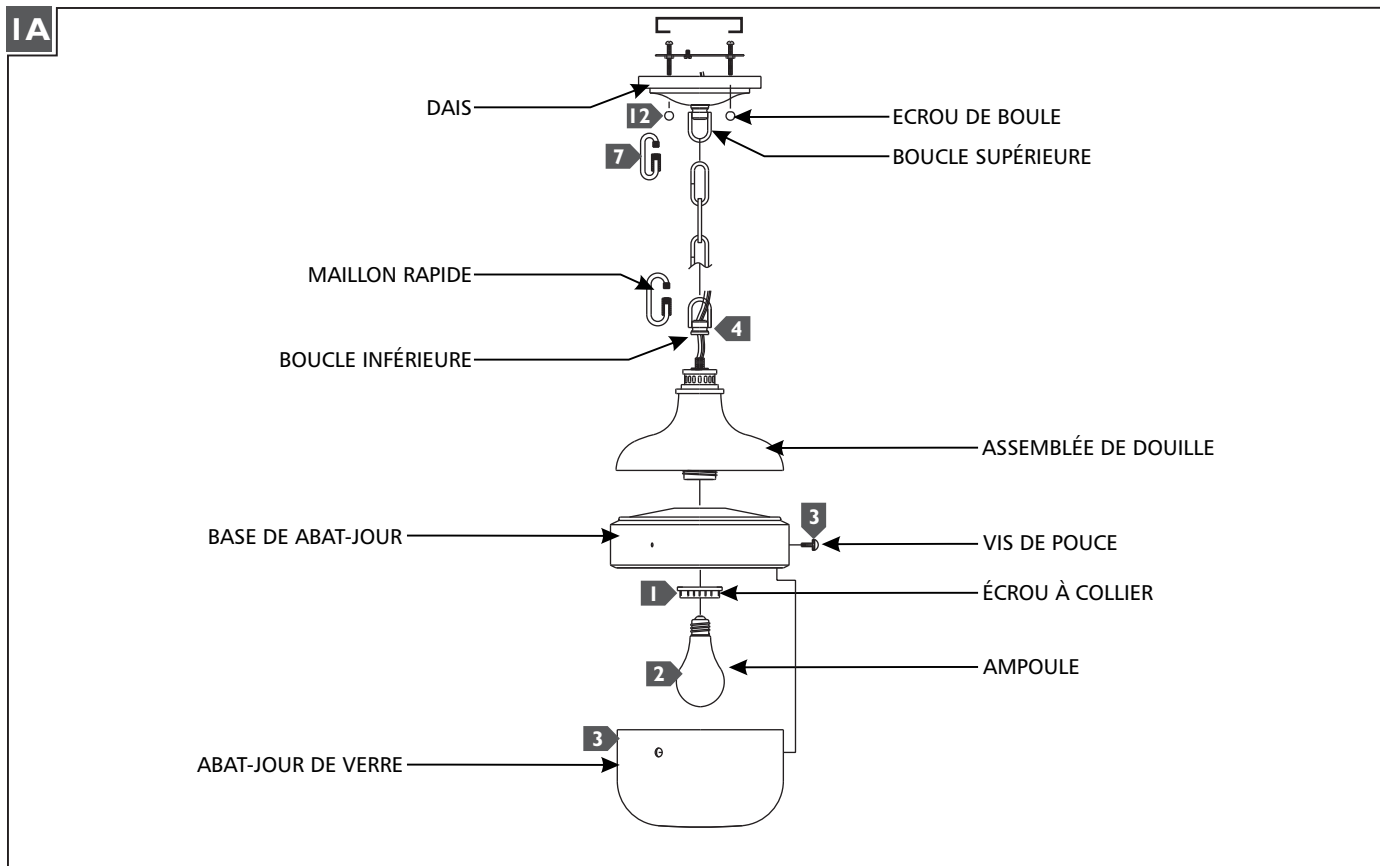 1A
DAIS
12
ECROU DE BOULE
7
BOUCLE SUPÉRIEURE
MAILLON RAPIDE
4
BOUCLE INFÉRIEURE
ASSEMBLÉE DE DOUILLE
3
BASE DE ABAT-JOUR
VIS DE POUCE
1
ÉCROU À COLLIER
2
AMPOULE
3
ABAT-JOUR DE VERRE